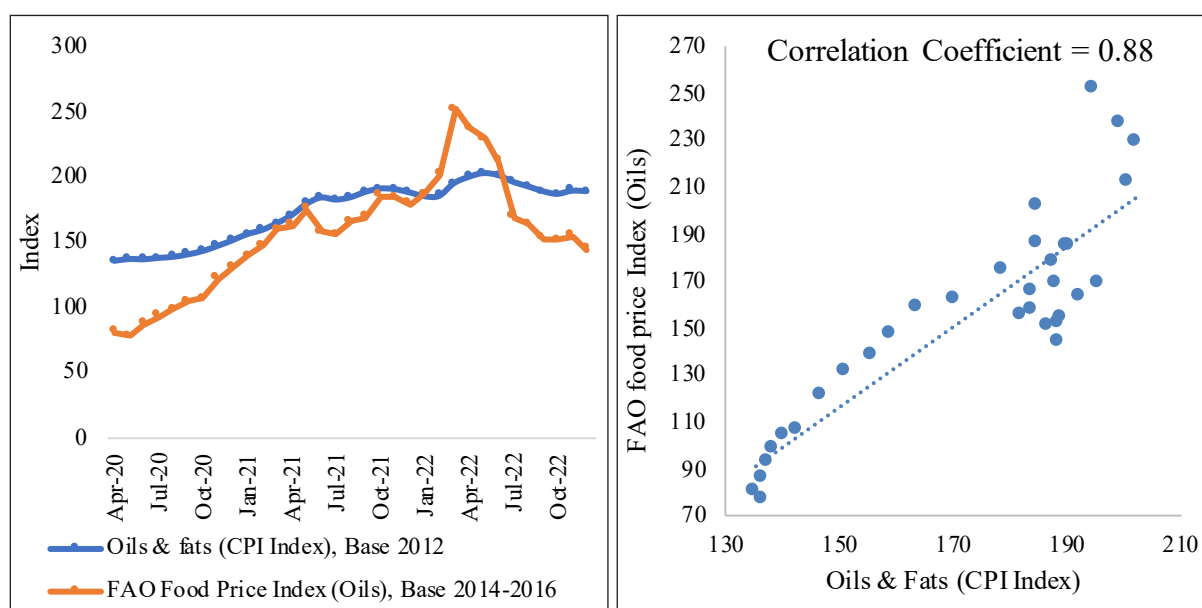 300
250
200
150
100
50
0
Index
Apr-20
Jul-20
Oct-20
Jan-21
Apr-21
Jul-21
Oct-21
Jan-22
Apr-22
Jul-22
Oct-22
Oils & fats (CPI Index), Base 2012
FAO Food Price Index (Oils), Base 2014-2016
Correlation Coefficient = 0.88
270
250
230
210
190
170
150
130
110
90
70
FAO food price Index (Oils)
130
150
170
190
210
Oils & Fats (CPI Index)